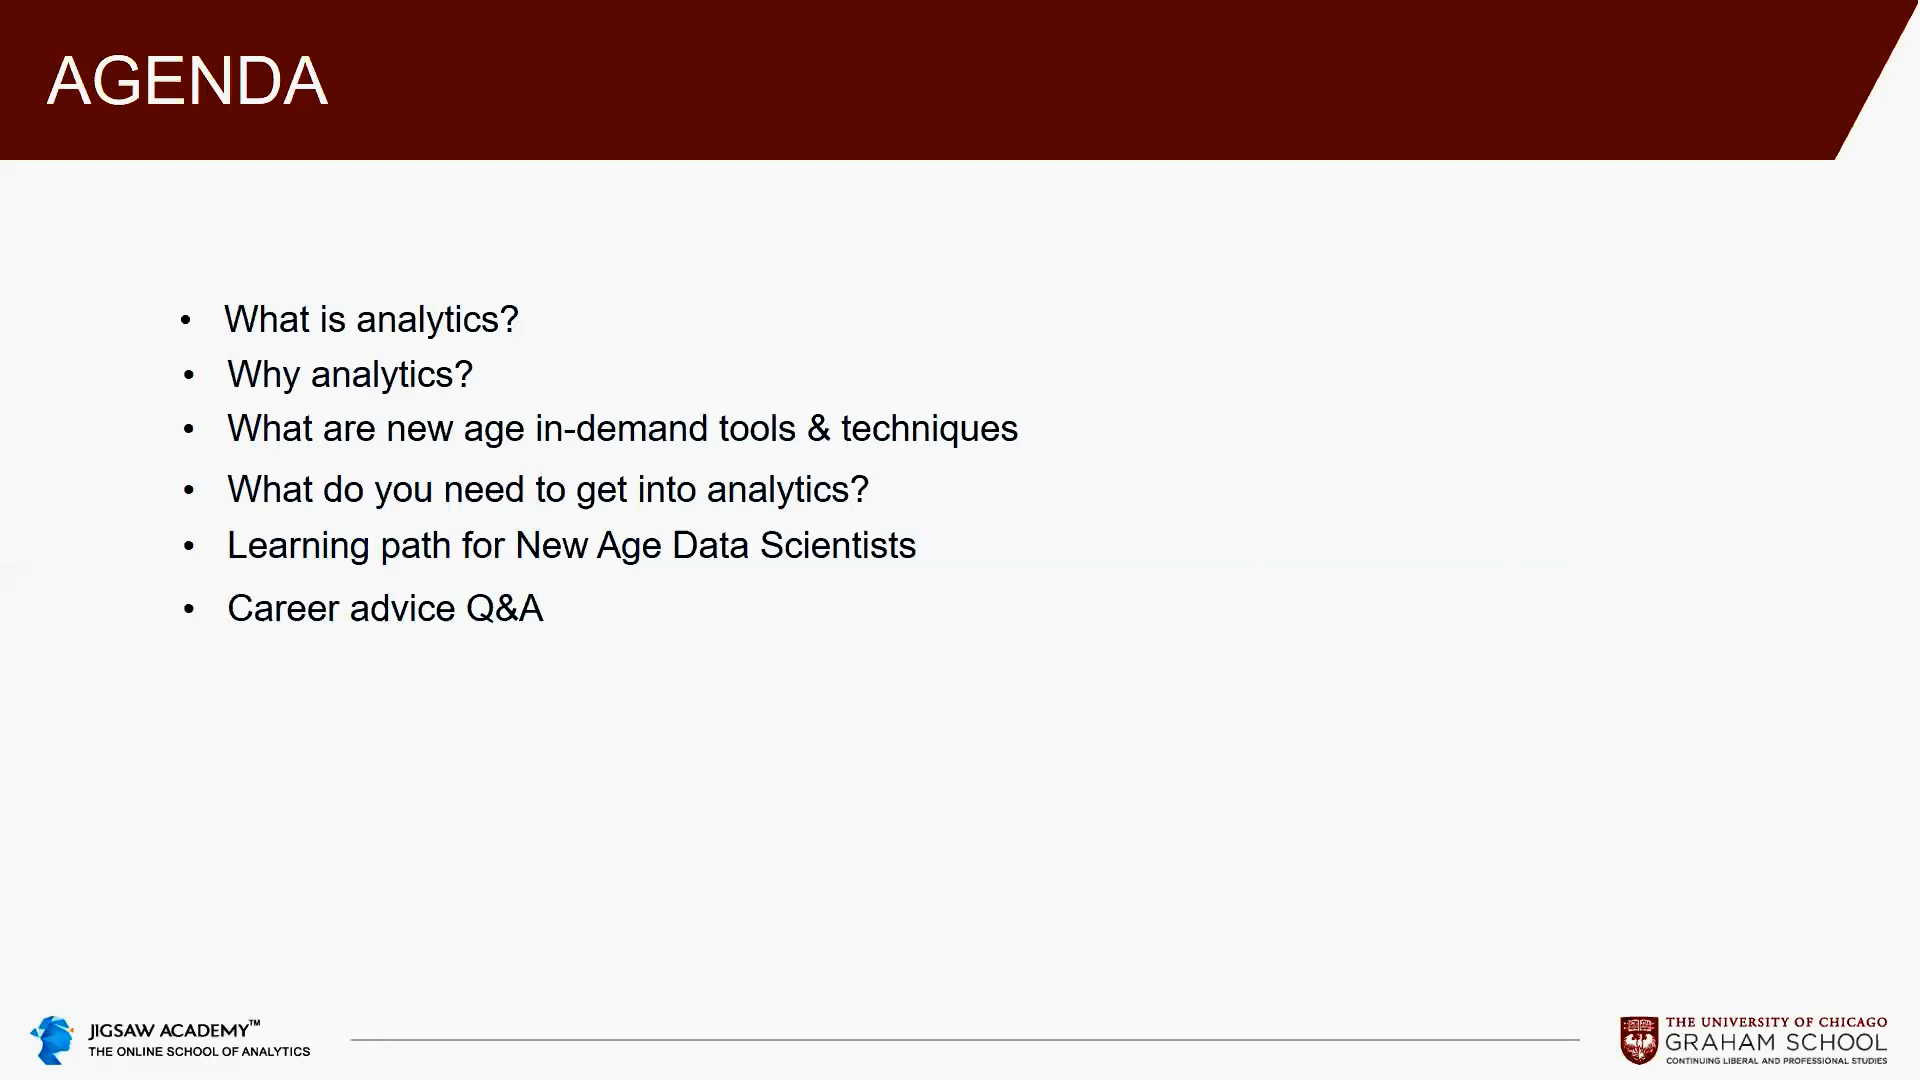 AGENDA
• What is analytics?
• Why analytics?
• What are new age in-demand tools & techniques
• What do you need to get into analytics?
• Learning path for New Age Data Scientists
• Career advice Q&A
JIGSAW ACADEMY™
THE ONLINE SCHOOL OF ANALYTICS
THE UNIVERSITY OF CHICAGO
GRAHAM SCHOOL
CONTINUING LIBERAL AND PROFESSIONAL STUDIES